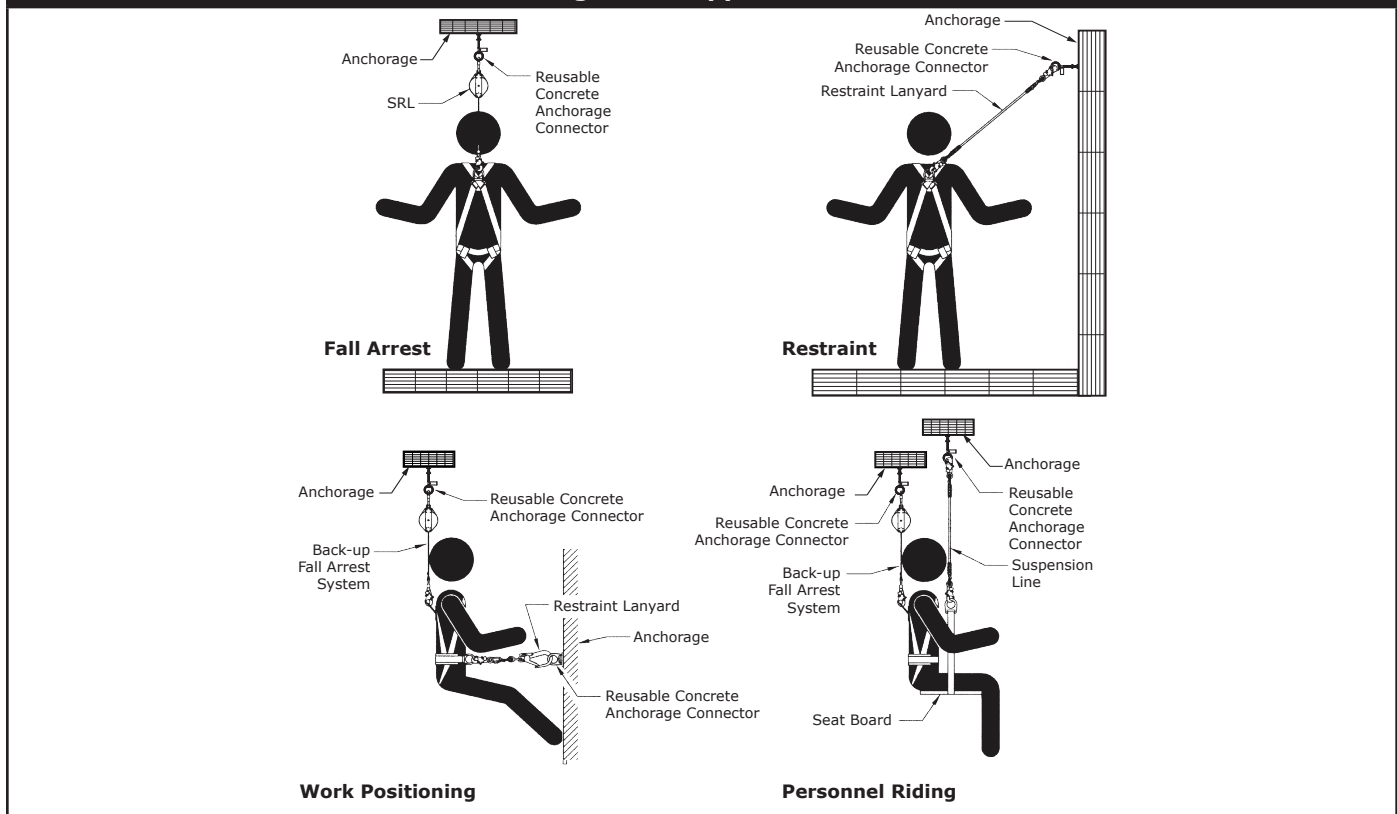 Anchorage
SRL
Reusable
Concrete
Anchorage
Connector
Fall Arrest
Anchorage
Reusable Concrete
Anchorage Connector
Restraint Lanyard
Restraint
Anchorage
Reusable Concrete
Anchorage Connector
Back-up
Fall Arrest
System
Restraint Lanyard
Anchorage
Reusable Concrete
Anchorage Connector
Work Positioning
Anchorage
Reusable Concrete
Anchorage Connector
Back-up
Fall Arrest
System
Anchorage
Reusable
Concrete
Anchorage
Connector
Suspension
Line
Seat Board
Personnel Riding